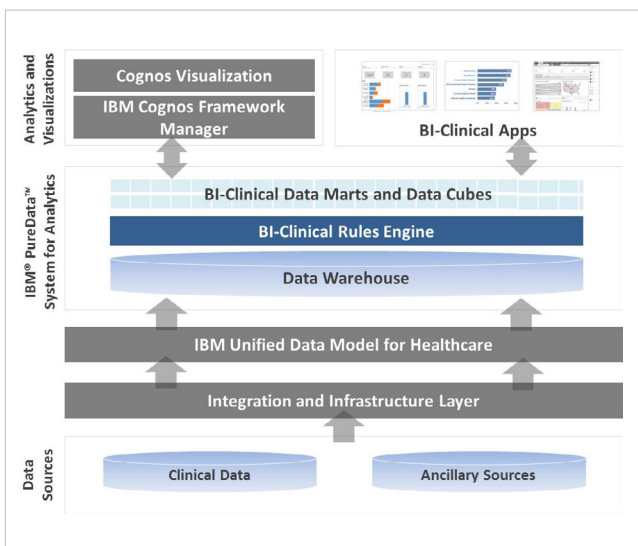 Analytics and
Visualizations
Cognos Visualization
IBM Cognos Framework
Manager
BI-Clinical Apps
IBM® PureData™
System for Analytics
BI-Clinical Data Marts and Data Cubes
BI-Clinical Rules Engine
Data Warehouse
IBM Unified Data Model for Healthcare
Integration and Infrastructure Layer
Data
Sources
Clinical Data
Ancillary Sources